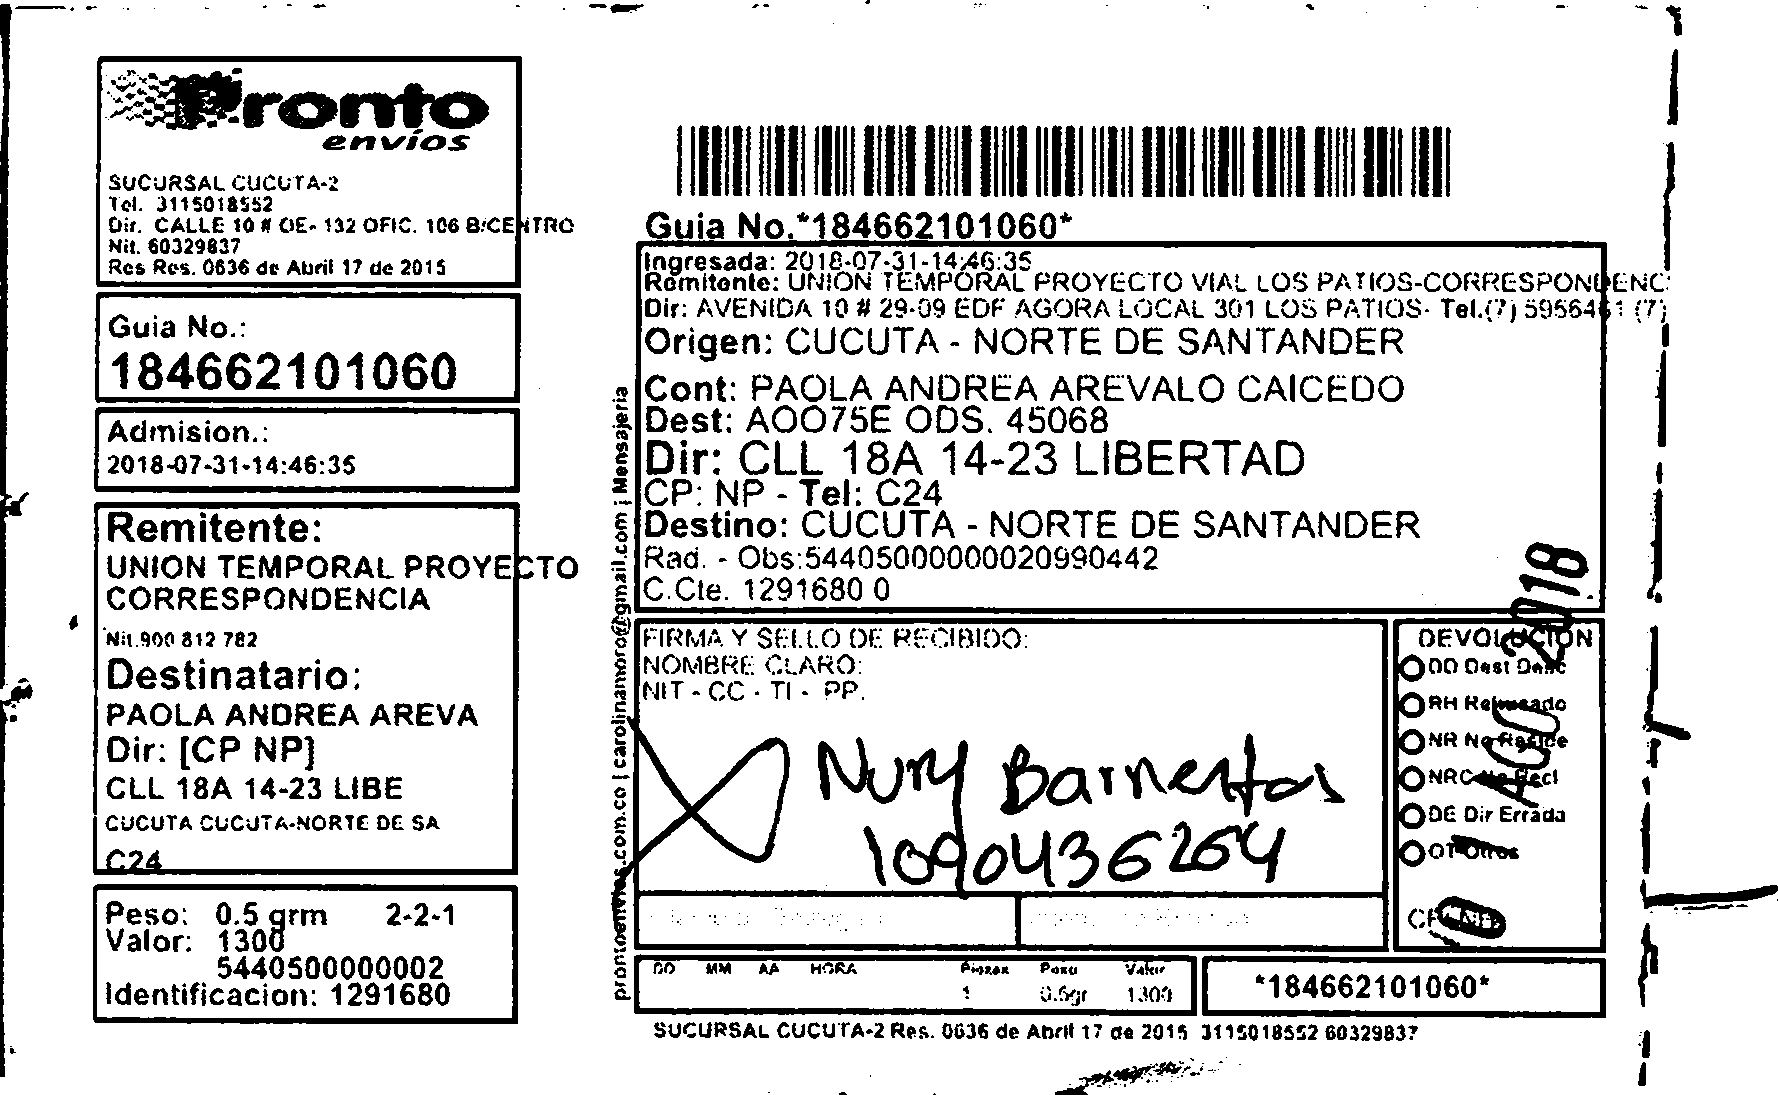 Pronto
envíos
SUCURSAL CUCUTA-2
Tel. 3115018552
Dir. CALLE 10 # OE- 132 OFIC. 106 B/CENTRO
Nit. 60329837
Res Res. 0636 de Abril 17 de 2015
Guia No.:
184662101060
Admision.:
2018-07-31-14:46:35
Remitente:
UNION TEMPORAL PROYECTO
CORRESPONDENCIA
Nit.900 812 782
Destinatario:
PAOLA ANDREA AREVA
Dir: [CP NP]
CLL 18A 14-23 LIBE
CUCUTA CUCUTA-NORTE DE SA
C24
Peso: 0.5 grm 2-2-1
Valor: 1300
5440500000002
Identificacion: 1291680
prontoenvios.com.co | carolinamoro@gmail.com | Mensajeria
Guia No.*184662101060*
Ingresada: 2018-07-31-14:46:35
Remitente: UNION TEMPORAL PROYECTO VIAL LOS PATIOS-CORRESPONDENC
Dir: AVENIDA 10 # 29-09 EDF AGORA LOCAL 301 LOS PATIOS- Tel.(7) 5956461 (7)
Origen: CUCUTA - NORTE DE SANTANDER
Cont: PAOLA ANDREA AREVALO CAICEDO
Dest: AOO75E ODS. 45068
Dir: CLL 18A 14-23 LIBERTAD
CP: NP - Tel: C24
Destino: CUCUTA - NORTE DE SANTANDER
Rad. - Obs:54405000000020990442
C.Cte. 1291680 0
FIRMA Y SELLO DE RECIBIDO:
NOMBRE CLARO:
NIT - CC - TI - PP.
Nury Barrientos
1090436264
DEVOLUCION
DD Dest Desc
RH Rehusado
NR No Reside
NRC No Recl
DE Dir Errada
OT Otros
01 AGO 2018
DD MM AA HORA Piezas Peso Valor
1 0.5gr 1300
*184662101060*
SUCURSAL CUCUTA-2 Res. 0636 de Abril 17 de 2015 3115018552 60329837